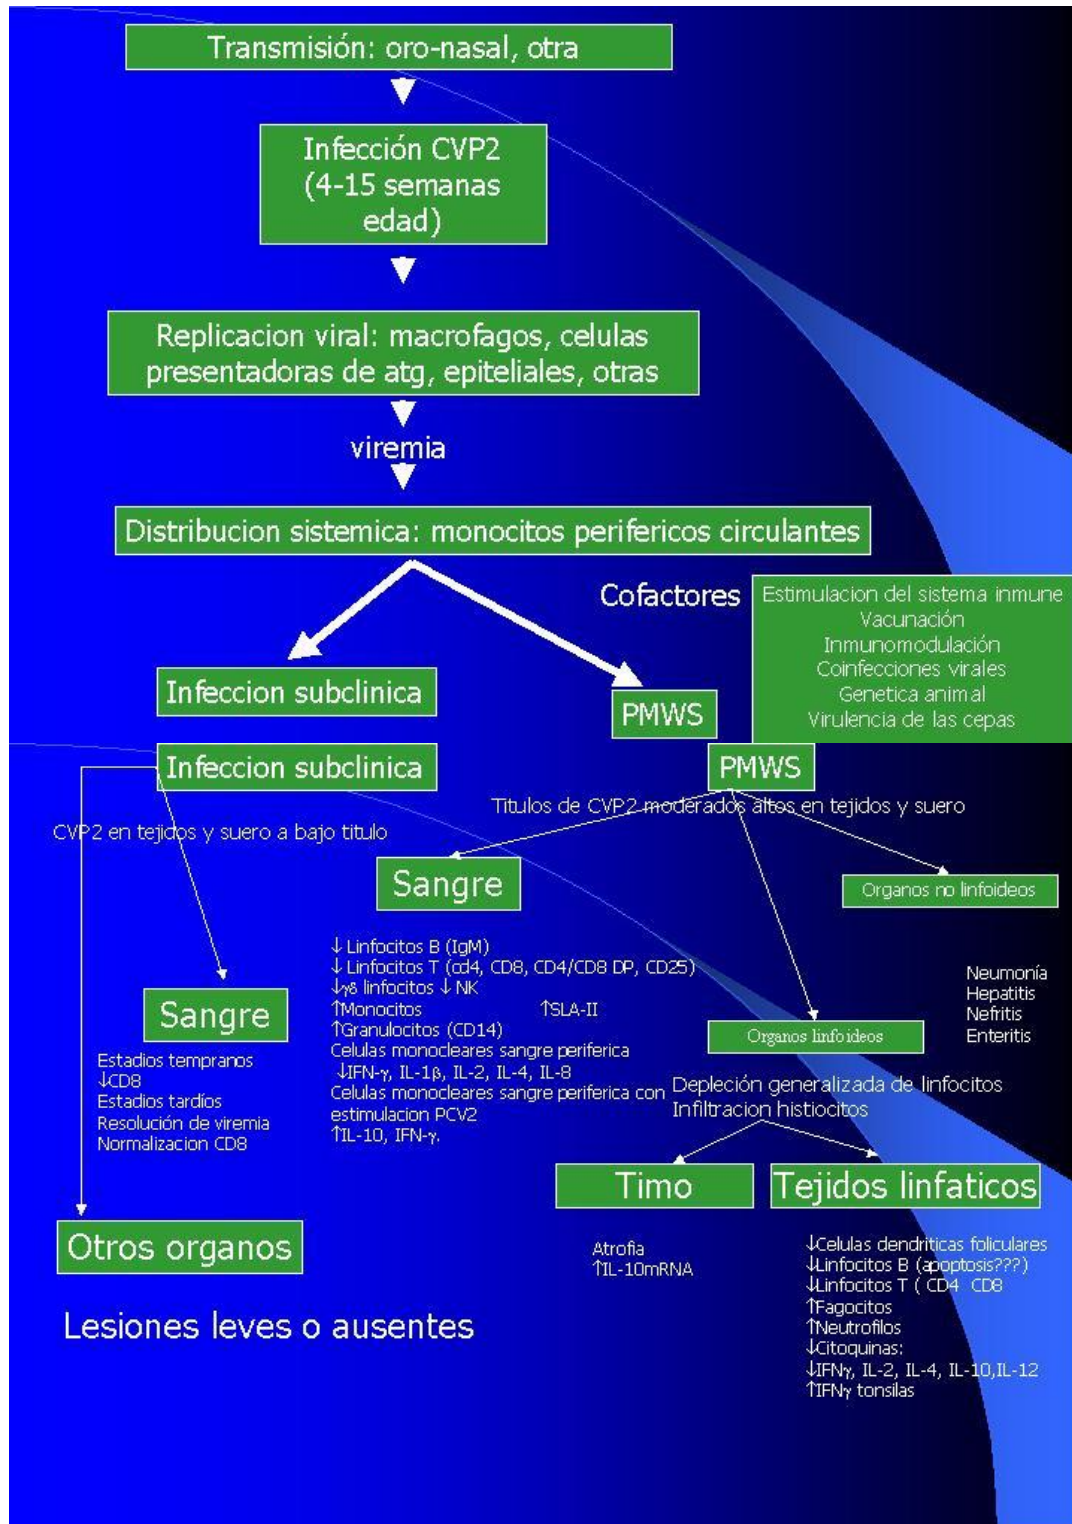 Transmisión: oro-nasal, otra
Infección CVP2
(4-15 semanas
edad)
Replicacion viral: macrofagos, celulas
presentadoras de atg, epiteliales, otras
viremia
Distribucion sistemica: monocitos perifericos circulantes
Cofactores
Estimulacion del sistema inmune
Vacunación
Inmunomodulación
Coinfecciones virales
Genetica animal
Virulencia de las cepas
Infeccion subclinica
PMWS
Infeccion subclinica
PMWS
Titulos de CVP2 moderados altos en tejidos y suero
CVP2 en tejidos y suero a bajo titulo
Sangre
Organos no linfoideos
↓ Linfocitos B (IgM)
↓ Linfocitos T (cd4, CD8, CD4/CD8 DP, CD25)
↓γδ linfocitos ↓ NK
↑Monocitos ↑SLA-II
↑Granulocitos (CD14)
Celulas monocleares sangre periferica
↓IFN-γ, IL-1β, IL-2, IL-4, IL-8
Celulas monocleares sangre periferica con
estimulacion PCV2
↑IL-10, IFN-γ.
Neumonía
Hepatitis
Nefritis
Enteritis
Sangre
Estadios tempranos
↓CD8
Estadios tardíos
Resolución de viremia
Normalizacion CD8
Organos linfoideos
Depleción generalizada de linfocitos
Infiltracion histiocitos
Timo
Tejidos linfaticos
Atrofia
↑IL-10mRNA
↓Celulas dendriticas foliculares
↓Linfocitos B (apoptosis???)
↓Linfocitos T ( CD4 CD8
↑Fagocitos
↑Neutrofilos
↓Citoquinas:
↓IFNγ, IL-2, IL-4, IL-10,IL-12
↑IFNγ tonsilas
Otros organos
Lesiones leves o ausentes